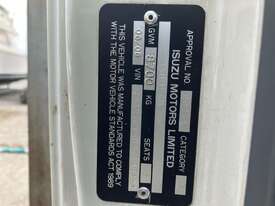 APPROVAL NO
CATEGORY
ISUZU MOTORS LIMITED
GVM 8700 KG SEATS
VIN
THIS VEHICLE WAS MANUFACTURED TO COMPLY
WITH THE MOTOR VEHICLE STANDARDS ACT 1989